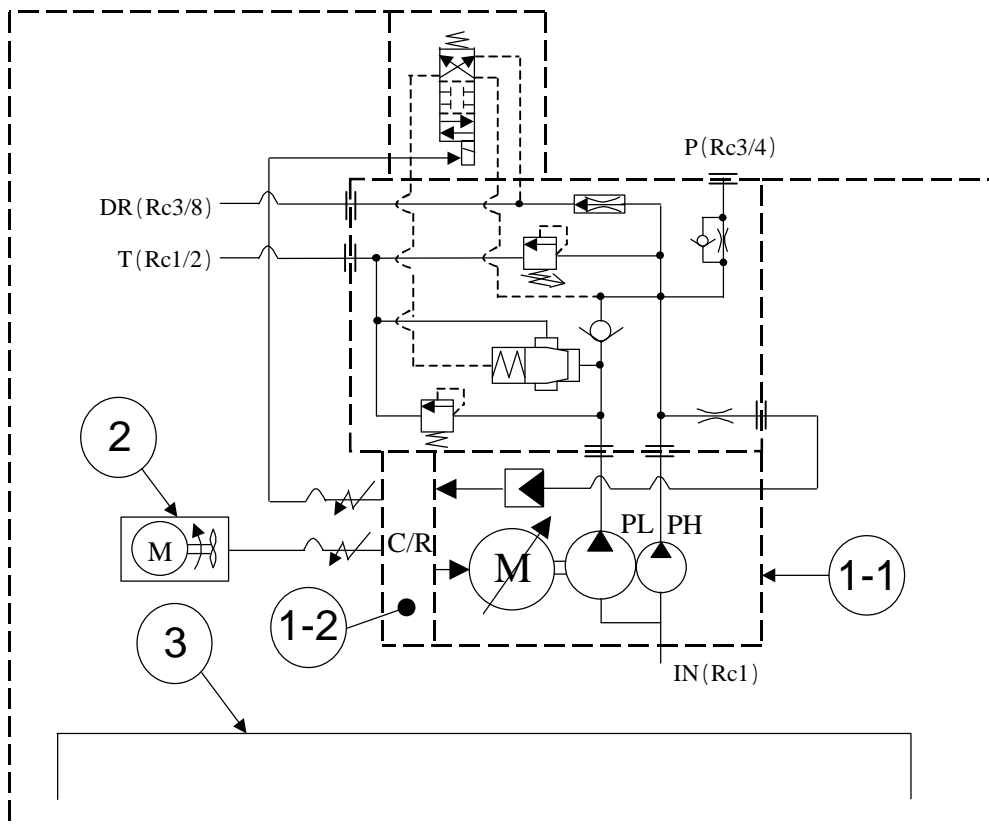 P(Rc3/4)
DR(Rc3/8)
T(Rc1/2)
2
PL PH
C/R
M
M
1-1
1-2
3
IN(Rc1)